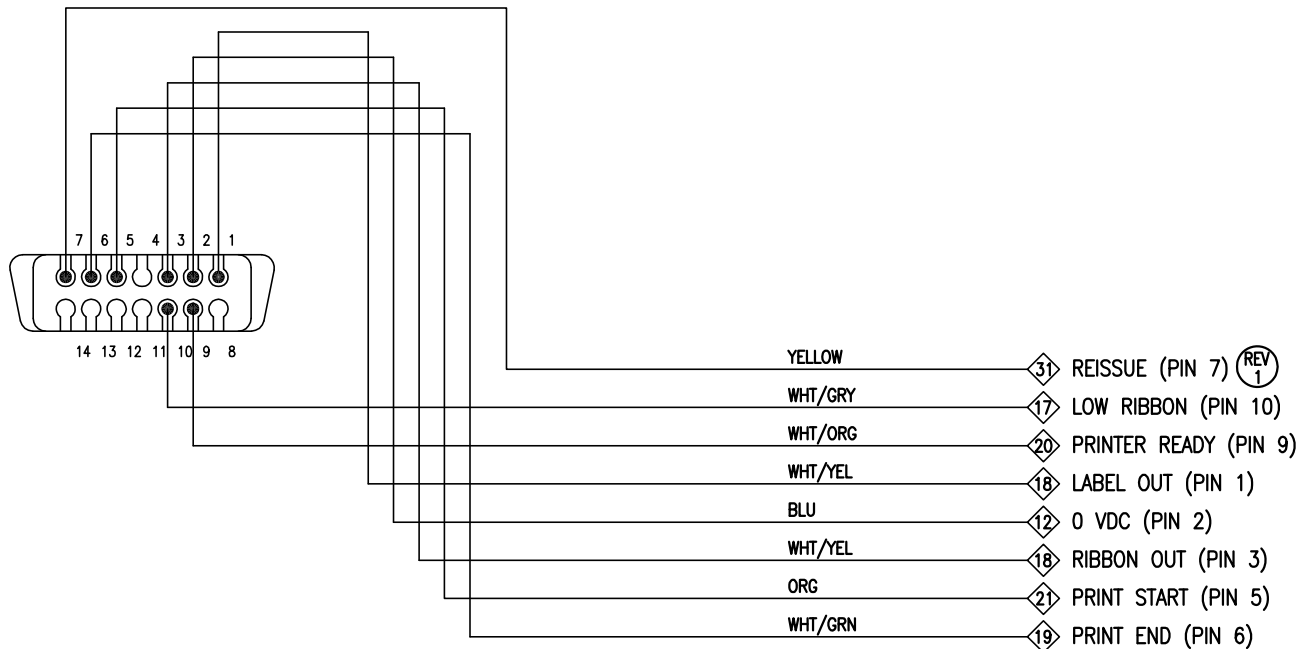 7 6 5 4 3 2 1
14 13 12 11 10 9 8
YELLOW 31 REISSUE (PIN 7) REV 1
WHT/GRY 17 LOW RIBBON (PIN 10)
WHT/ORG 20 PRINTER READY (PIN 9)
WHT/YEL 18 LABEL OUT (PIN 1)
BLU 12 0 VDC (PIN 2)
WHT/YEL 18 RIBBON OUT (PIN 3)
ORG 21 PRINT START (PIN 5)
WHT/GRN 19 PRINT END (PIN 6)